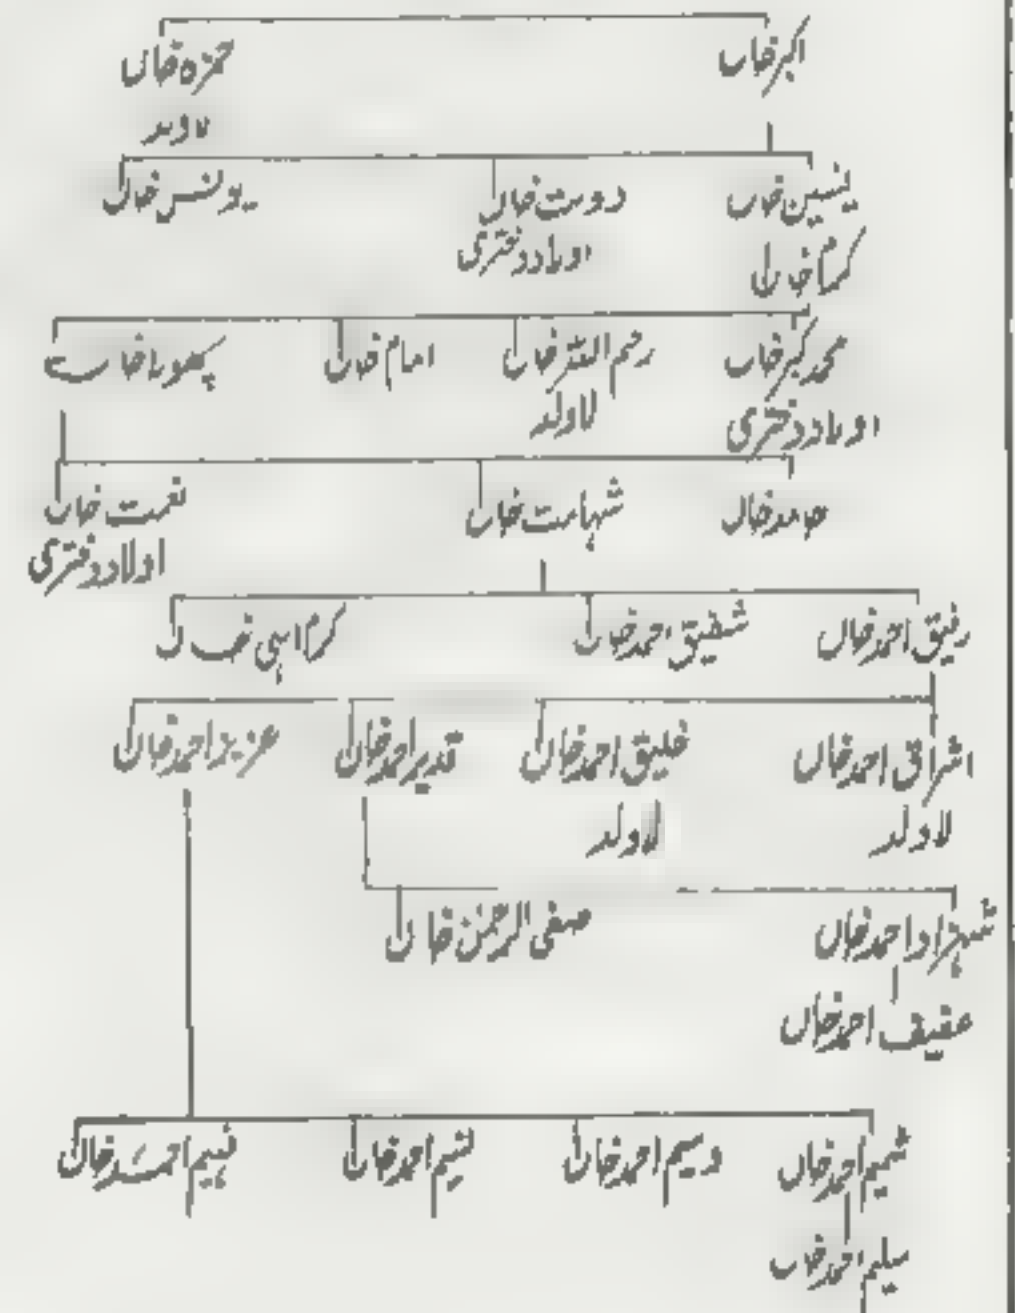 اکبر خاں
حمزہ خاں
لاولد
یٰسین خاں
دوست خاں
یونس خاں
اولاد دختری
کرم خاں
محمد کبیر خاں
رحم اللہ خاں
امام خاں
اولاد دختری
لاولد
حامد خاں
شہامت خاں
نعمت خاں
اولاد دختری
رفیق احمد خاں
شفیق احمد خاں
کرم الہی خاں
اشراق احمد خاں
خلیق احمد خاں
قدیر احمد خاں
عزیز احمد خاں
لاولد
لاولد
شہزاد احمد خاں
صفی الرحمٰن خاں
عفیف احمد خاں
شمیم احمد خاں
وسیم احمد خاں
نسیم احمد خاں
فہیم احمد خاں
سلیم احمد خاں